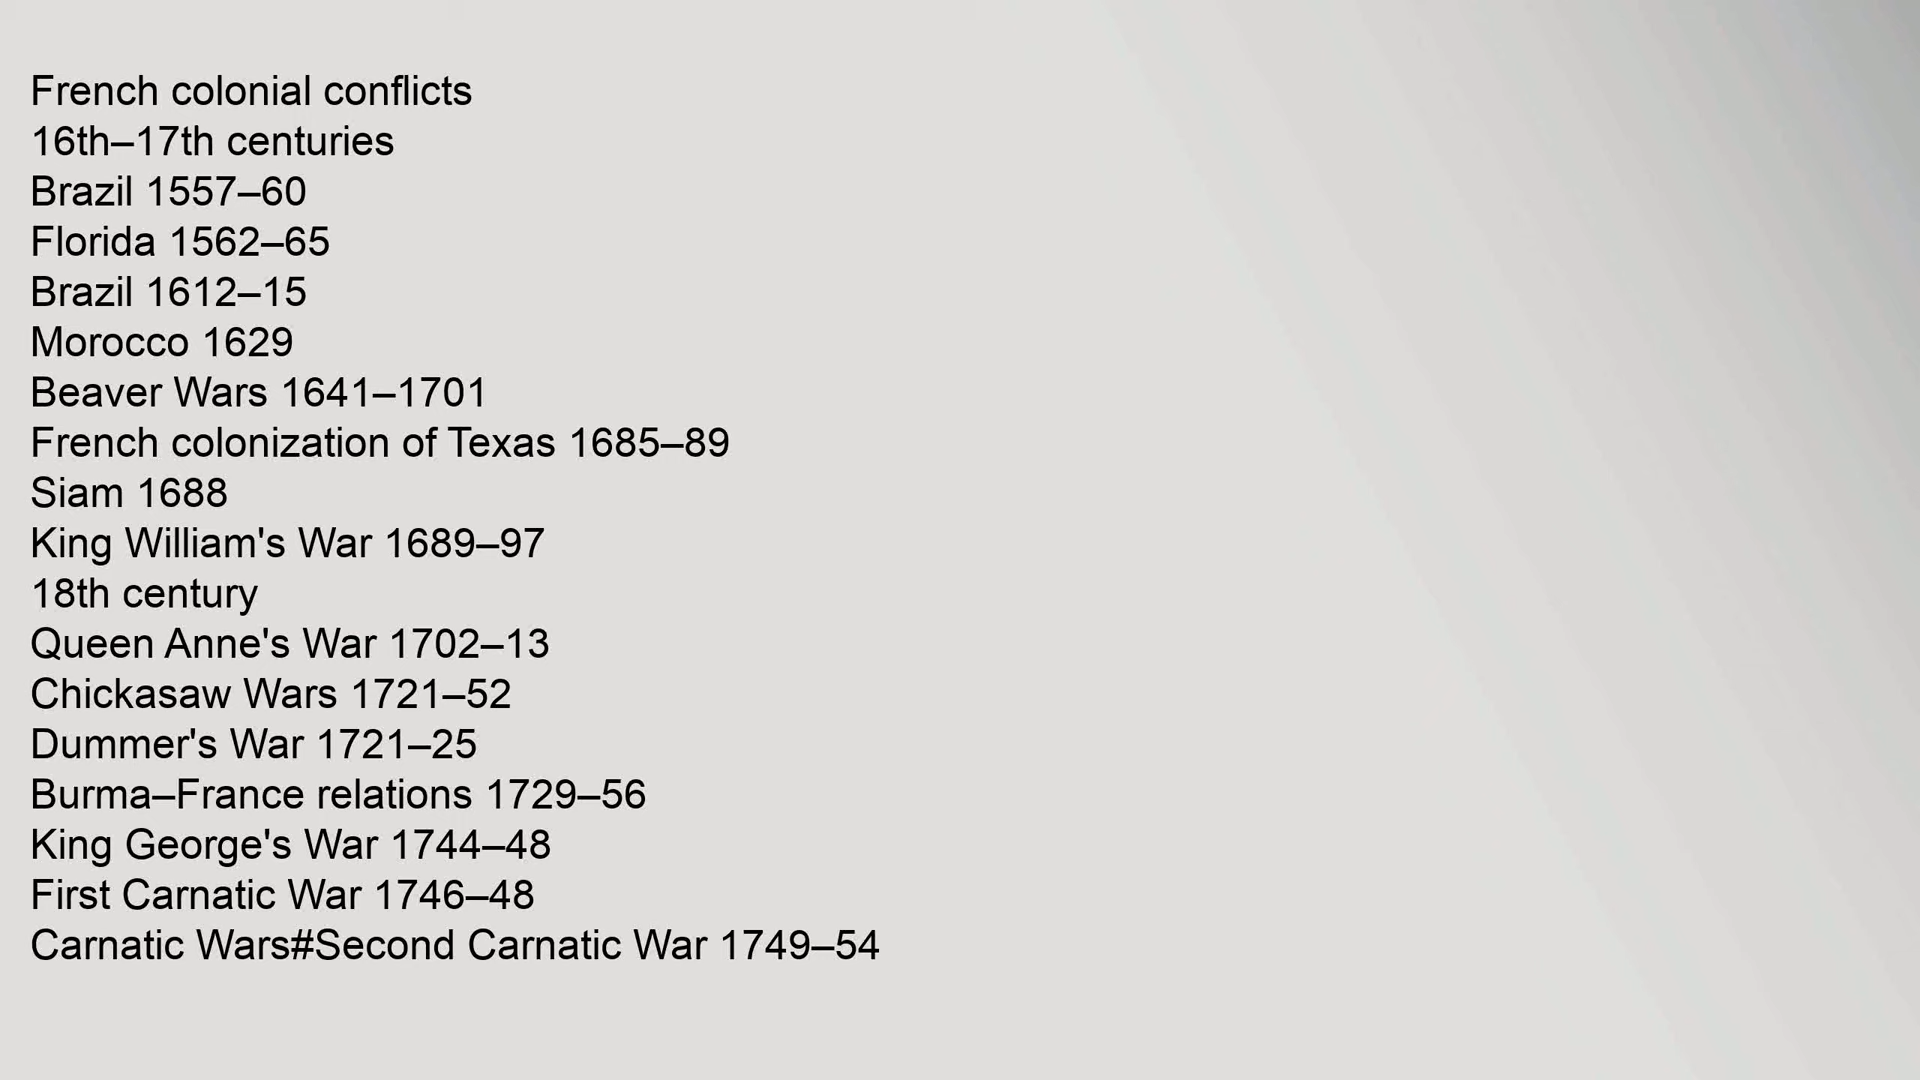 French colonial conflicts
16th–17th centuries
Brazil 1557–60
Florida 1562–65
Brazil 1612–15
Morocco 1629
Beaver Wars 1641–1701
French colonization of Texas 1685–89
Siam 1688
King William's War 1689–97
18th century
Queen Anne's War 1702–13
Chickasaw Wars 1721–52
Dummer's War 1721–25
Burma–France relations 1729–56
King George's War 1744–48
First Carnatic War 1746–48
Carnatic Wars#Second Carnatic War 1749–54